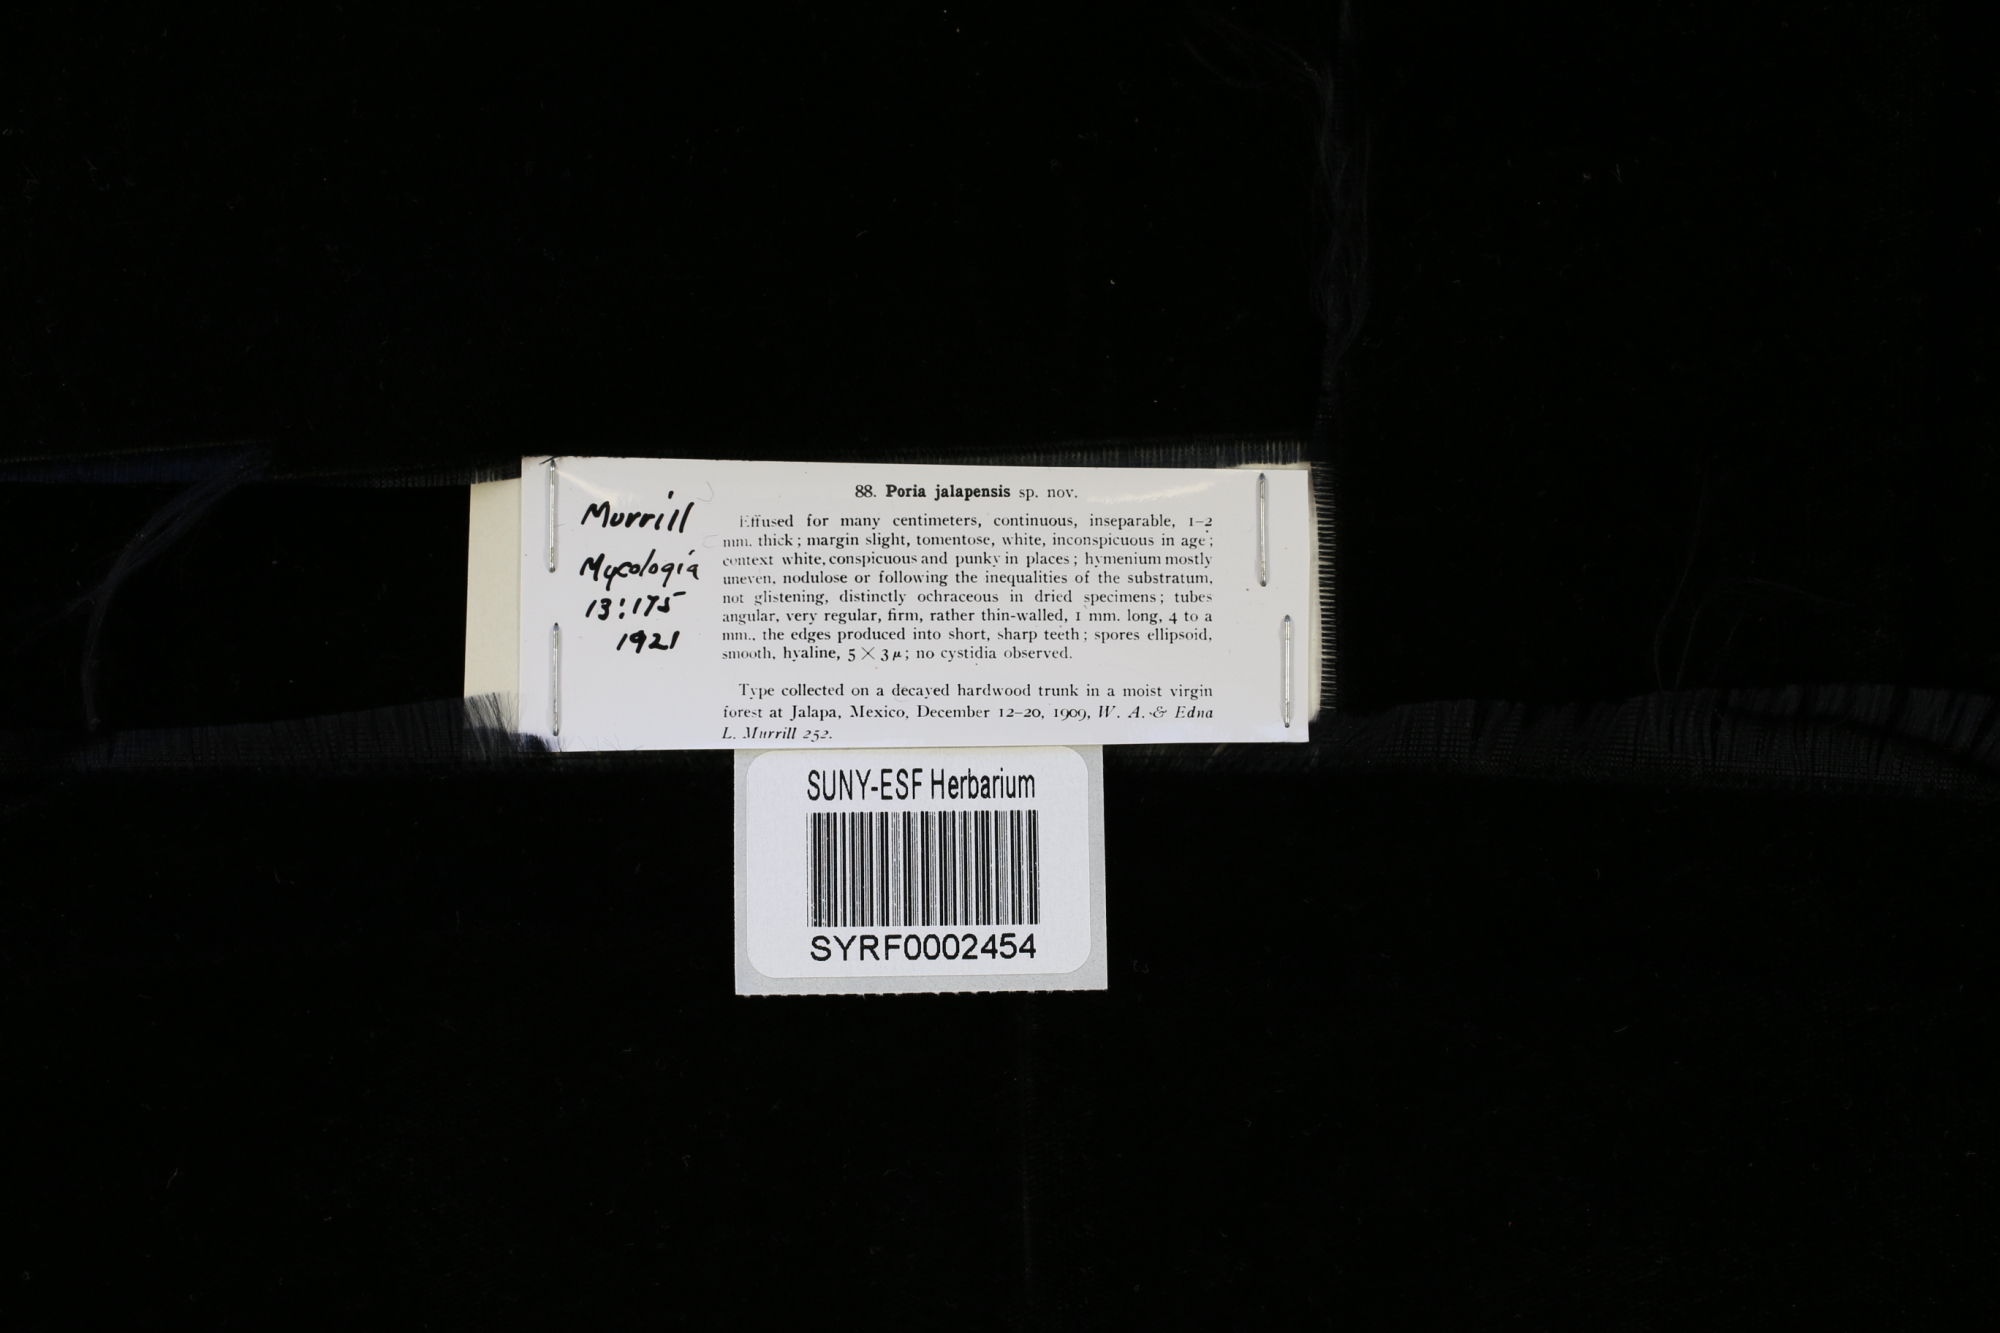 Murrill
Mycologia
13:175
1921
88. Poria jalapensis sp. nov.
Effused for many centimeters, continuous, inseparable, 1–2
mm. thick; margin slight, tomentose, white, inconspicuous in age;
context white, conspicuous and punky in places; hymenium mostly
uneven, nodulose or following the inequalities of the substratum,
not glistening, distinctly ochraceous in dried specimens; tubes
angular, very regular, firm, rather thin-walled, 1 mm. long, 4 to a
mm., the edges produced into short, sharp teeth; spores ellipsoid,
smooth, hyaline, 5 × 3 μ; no cystidia observed.
Type collected on a decayed hardwood trunk in a moist virgin
forest at Jalapa, Mexico, December 12–20, 1909, W. A. & Edna
L. Murrill 252.
SUNY-ESF Herbarium
SYRF0002454